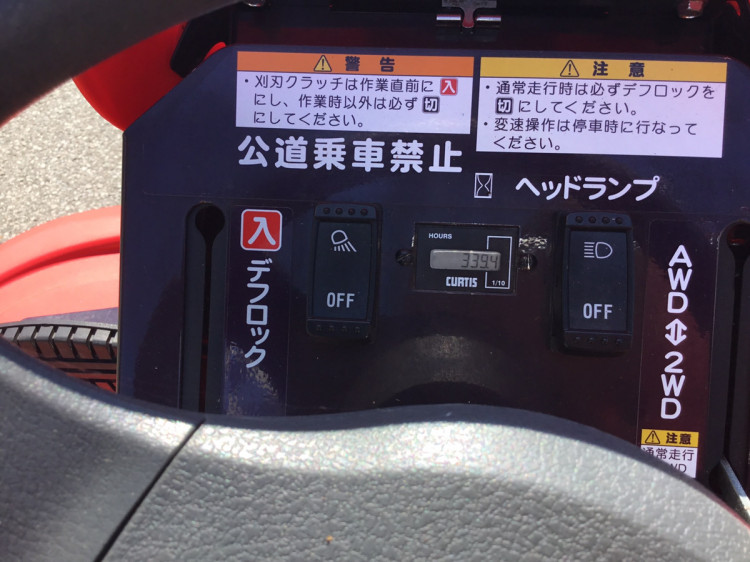 警告
・刈刃クラッチは作業直前に入
にし、作業時以外は必ず切
にしてください。
注意
・通常走行時は必ずデフロックを
切にしてください。
・変速操作は停車時に行なって
ください。
公道乗車禁止
ヘッドランプ
入
デフロック
OFF
HOURS
339.4
CURTIS
1/10
OFF
AWD⇔2WD
注意
通常走行
WD